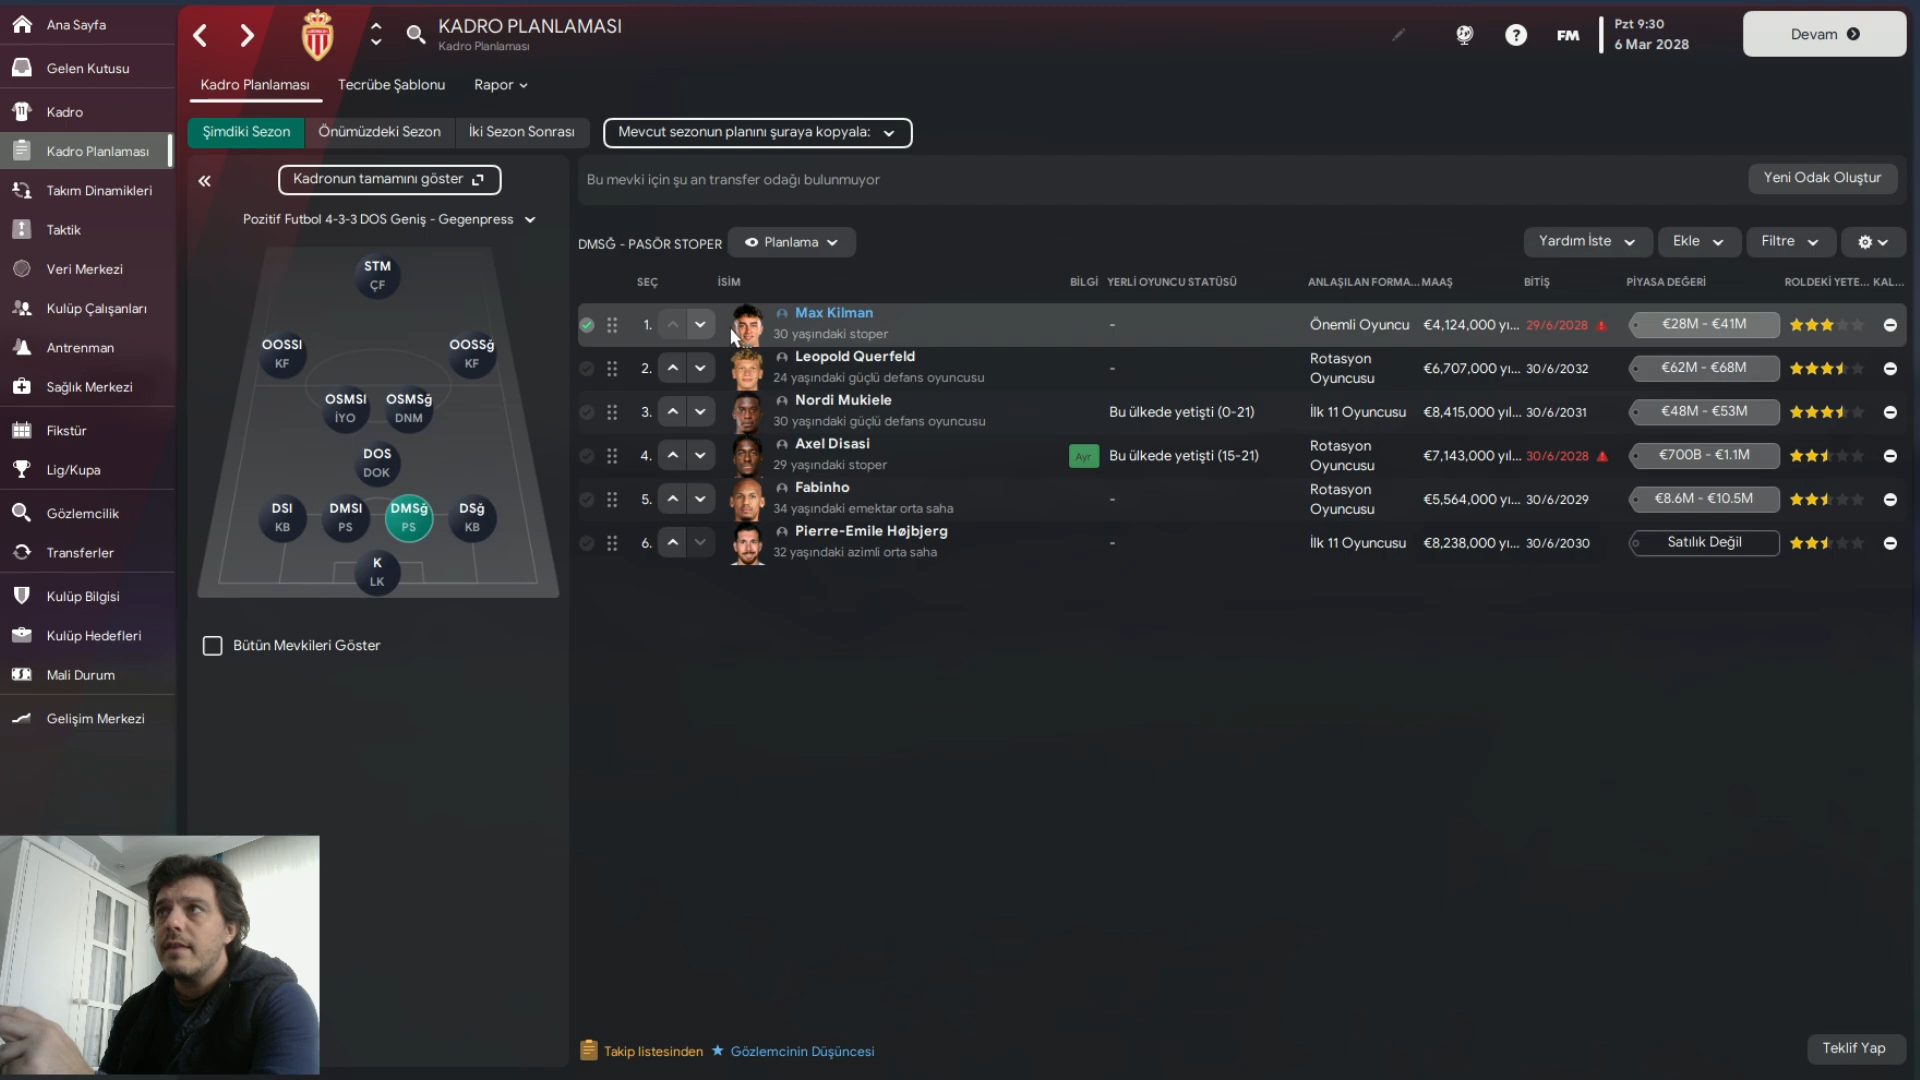 Ana Sayfa
Gelen Kutusu
Kadro
Kadro Planlaması
Takım Dinamikleri
Taktik
Veri Merkezi
Kulüp Çalışanları
Antrenman
Sağlık Merkezi
Fikstür
Lig/Kupa
Gözlemcilik
Transferler
Kulüp Bilgisi
Kulüp Hedefleri
Mali Durum
Gelişim Merkezi
KADRO PLANLAMASI
Kadro Planlaması
FM
Pzt 9:30
6 Mar 2028
Devam
Kadro Planlaması Tecrübe Şablonu Rapor
Şimdiki Sezon Önümüzdeki Sezon İki Sezon Sonrası Mevcut sezonun planını şuraya kopyala:
Kadronun tamamını göster
Pozitif Futbol 4-3-3 DOS Geniş - Gegenpress
STM
ÇF
OOSSI
KF
OOSSğ
KF
OSMSI
İYO
OSMSğ
DNM
DOS
DOK
DSI
KB
DMSI
PS
DMSğ
PS
DSğ
KB
K
LK
Bütün Mevkileri Göster
Bu mevki için şu an transfer odağı bulunmuyor
Yeni Odak Oluştur
DMSĞ - PASÖR STOPER Planlama Yardım İste Ekle Filtre
SEÇ İSİM BİLGİ YERLİ OYUNCU STATÜSÜ ANLAŞILAN FORMA... MAAŞ BİTİŞ PİYASA DEĞERİ ROLDEKİ YETE... KAL...
1. Max Kilman
30 yaşındaki stoper
- Önemli Oyuncu €4,124,000 yı... 29/6/2028 €28M - €41M
2. Leopold Querfeld
24 yaşındaki güçlü defans oyuncusu
- Rotasyon Oyuncusu €6,707,000 yı... 30/6/2032 €62M - €68M
3. Nordi Mukiele
30 yaşındaki güçlü defans oyuncusu
Bu ülkede yetişti (0-21) İlk 11 Oyuncusu €8,415,000 yıl... 30/6/2031 €48M - €53M
4. Axel Disasi
29 yaşındaki stoper
Ayr Bu ülkede yetişti (15-21) Rotasyon Oyuncusu €7,143,000 yıl... 30/6/2028 €700B - €1.1M
5. Fabinho
34 yaşındaki emektar orta saha
- Rotasyon Oyuncusu €5,564,000 yı... 30/6/2029 €8.6M - €10.5M
6. Pierre-Emile Højbjerg
32 yaşındaki azimli orta saha
- İlk 11 Oyuncusu €8,238,000 yı... 30/6/2030 Satılık Değil
Takip listesinden Gözlemcinin Düşüncesi
Teklif Yap